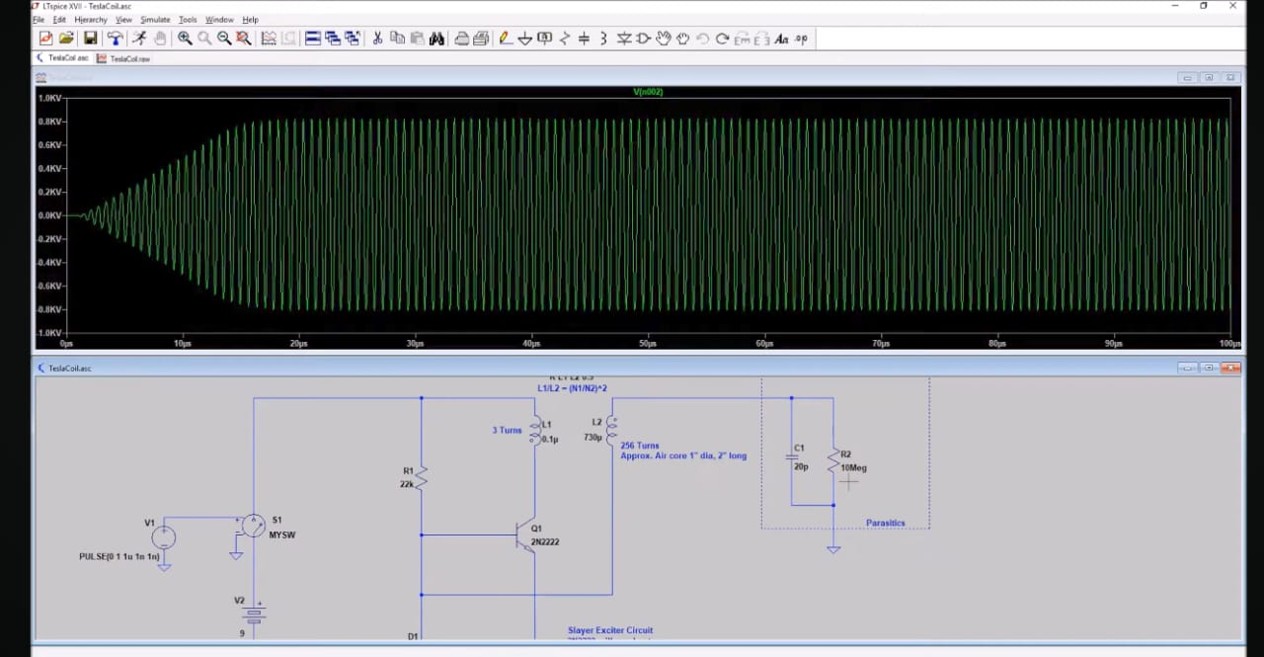 LTspice XVII - TeslaCoil.asc
File Edit Hierarchy View Simulate Tools Window Help
TeslaCoil.asc TeslaCoil.raw
V(n002)
1.0KV
0.8KV
0.6KV
0.4KV
0.2KV
0.0KV
-0.2KV
-0.4KV
-0.6KV
-0.8KV
-1.0KV
0µs 10µs 20µs 30µs 40µs 50µs 60µs 70µs 80µs 90µs 100µs
TeslaCoil.asc
L1/L2 = (N1/N2)^2
3 Turns
L1
0.1µ
L2
730µ
256 Turns
Approx. Air core 1" dia, 2" long
C1
20p
R2
10Meg
R1
22k
Parasitics
V1
PULSE(0 1 1u 1n 1n)
S1
MYSW
Q1
2N2222
V2
9
D1
Slayer Exciter Circuit